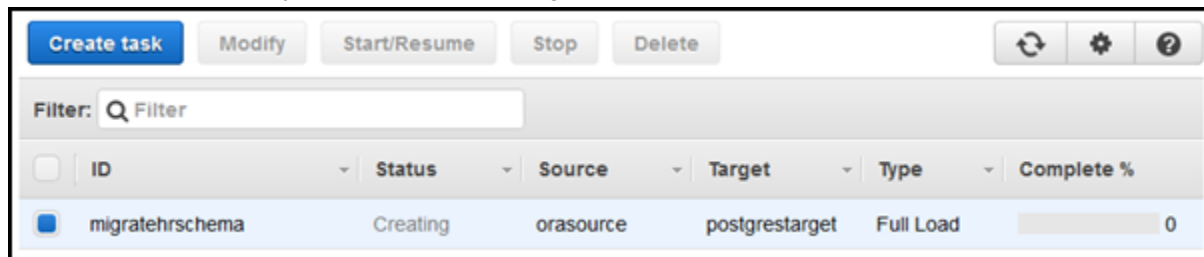 Create task Modify Start/Resume Stop Delete
Filter: Filter
ID Status Source Target Type Complete %
migratehrschema Creating orasource postgrestarget Full Load 0